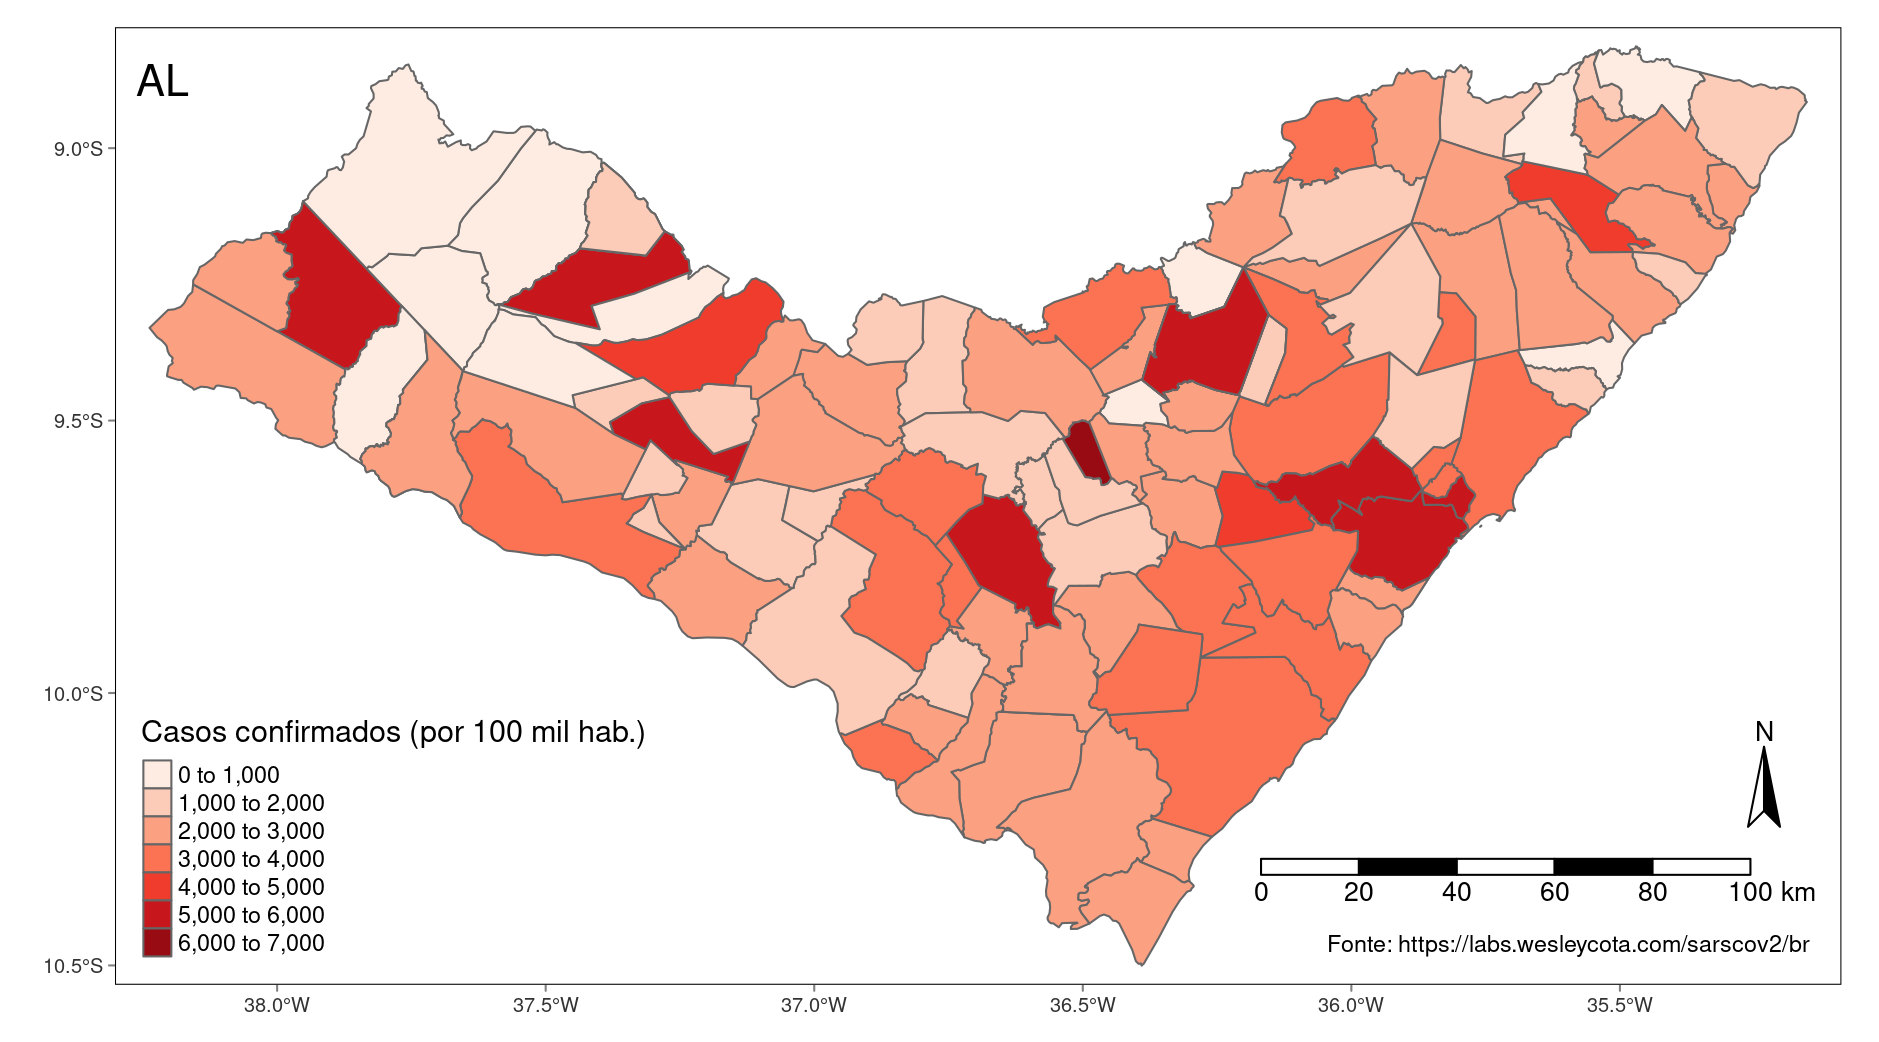 AL
9.0°S
9.5°S
10.0°S
10.5°S
Casos confirmados (por 100 mil hab.)
0 to 1,000
1,000 to 2,000
2,000 to 3,000
3,000 to 4,000
4,000 to 5,000
5,000 to 6,000
6,000 to 7,000
N
0 20 40 60 80 100 km
Fonte: https://labs.wesleycota.com/sarscov2/br
38.0°W 37.5°W 37.0°W 36.5°W 36.0°W 35.5°W